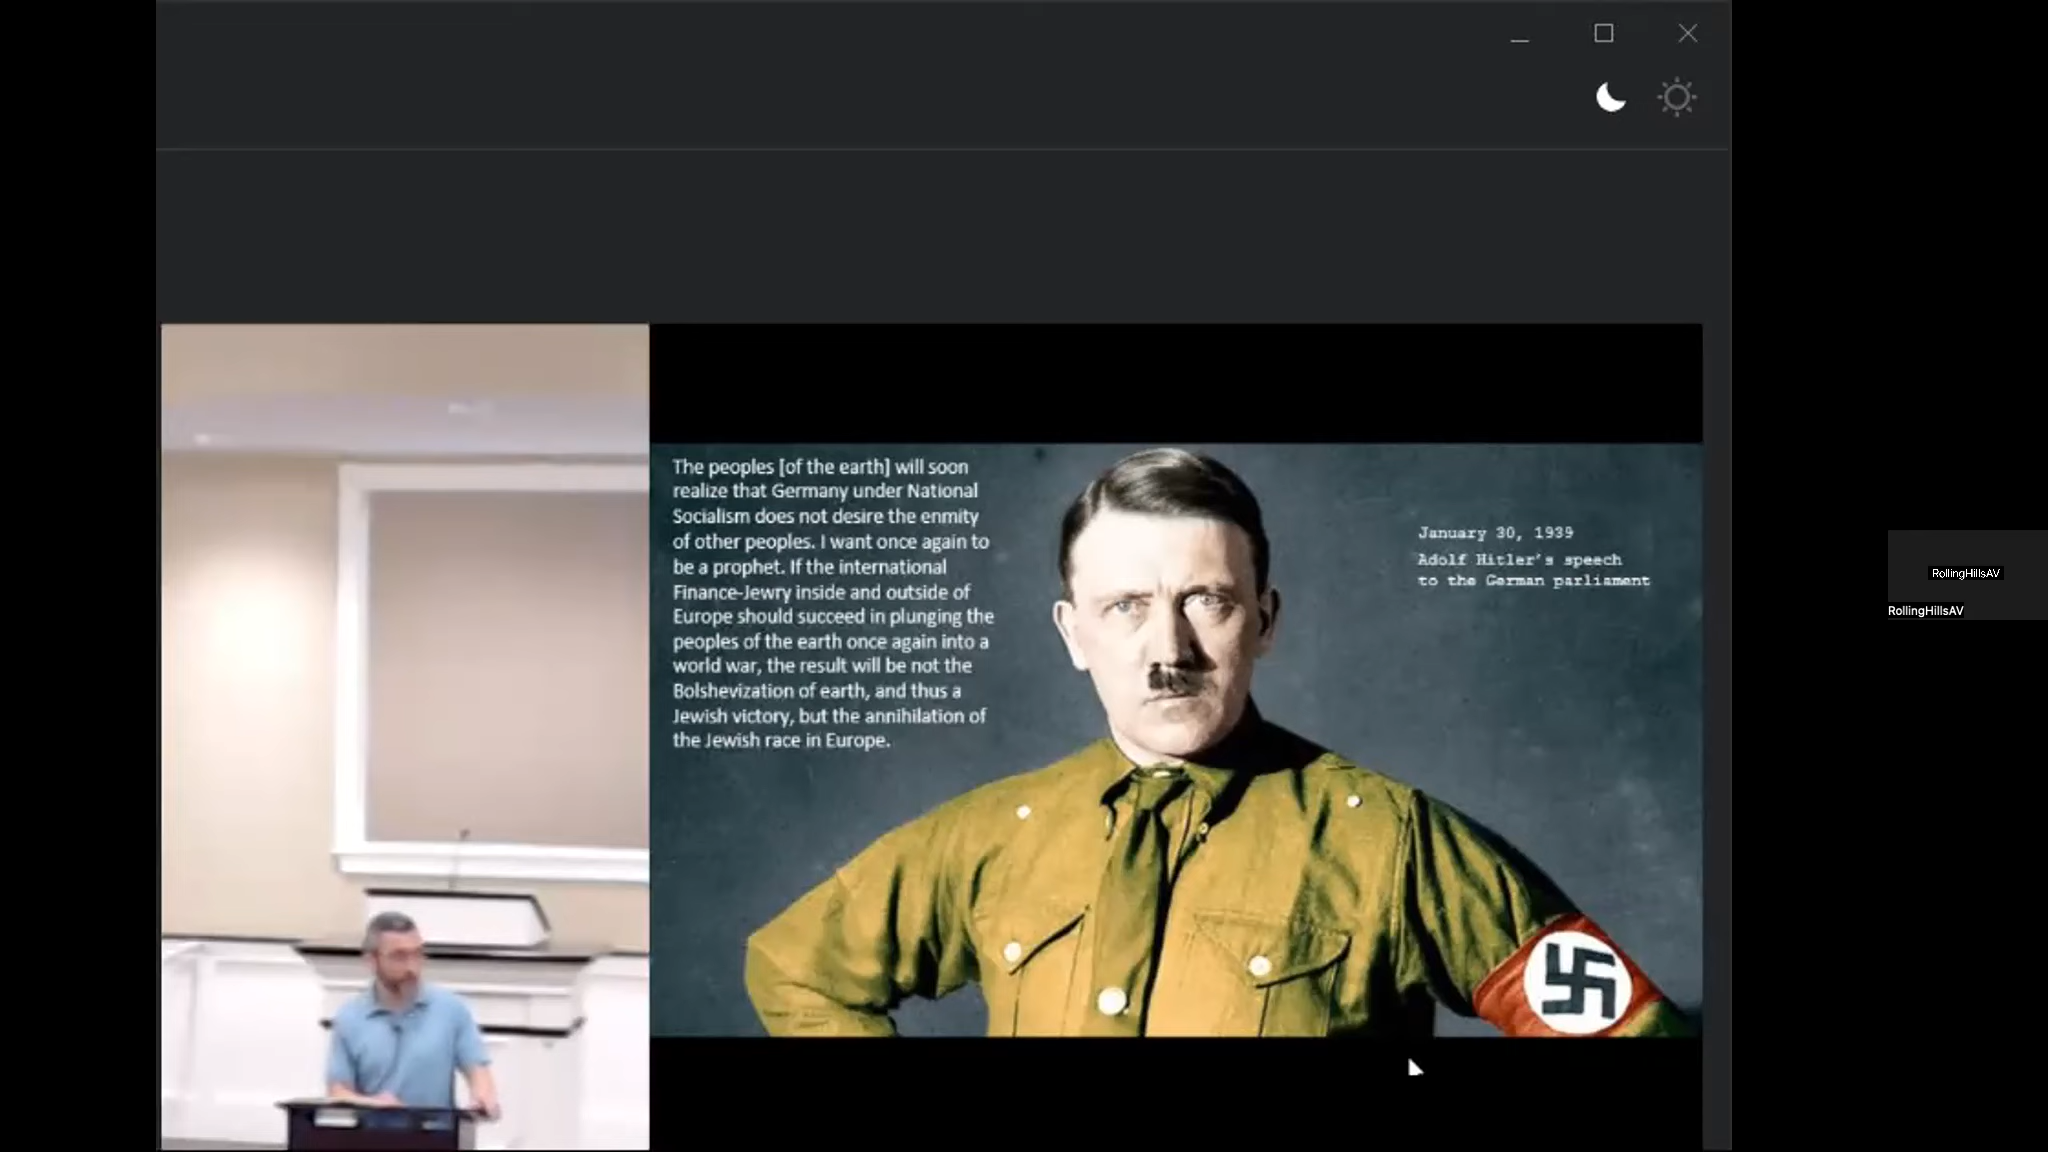 The peoples [of the earth] will soon
realize that Germany under National
Socialism does not desire the enmity
of other peoples. I want once again to
be a prophet. If the international
Finance-Jewry inside and outside of
Europe should succeed in plunging the
peoples of the earth once again into a
world war, the result will be not the
Bolshevization of earth, and thus a
Jewish victory, but the annihilation of
the Jewish race in Europe.
January 30, 1939
Adolf Hitler's speech
to the German parliament
RollingHillsAV
RollingHillsAV